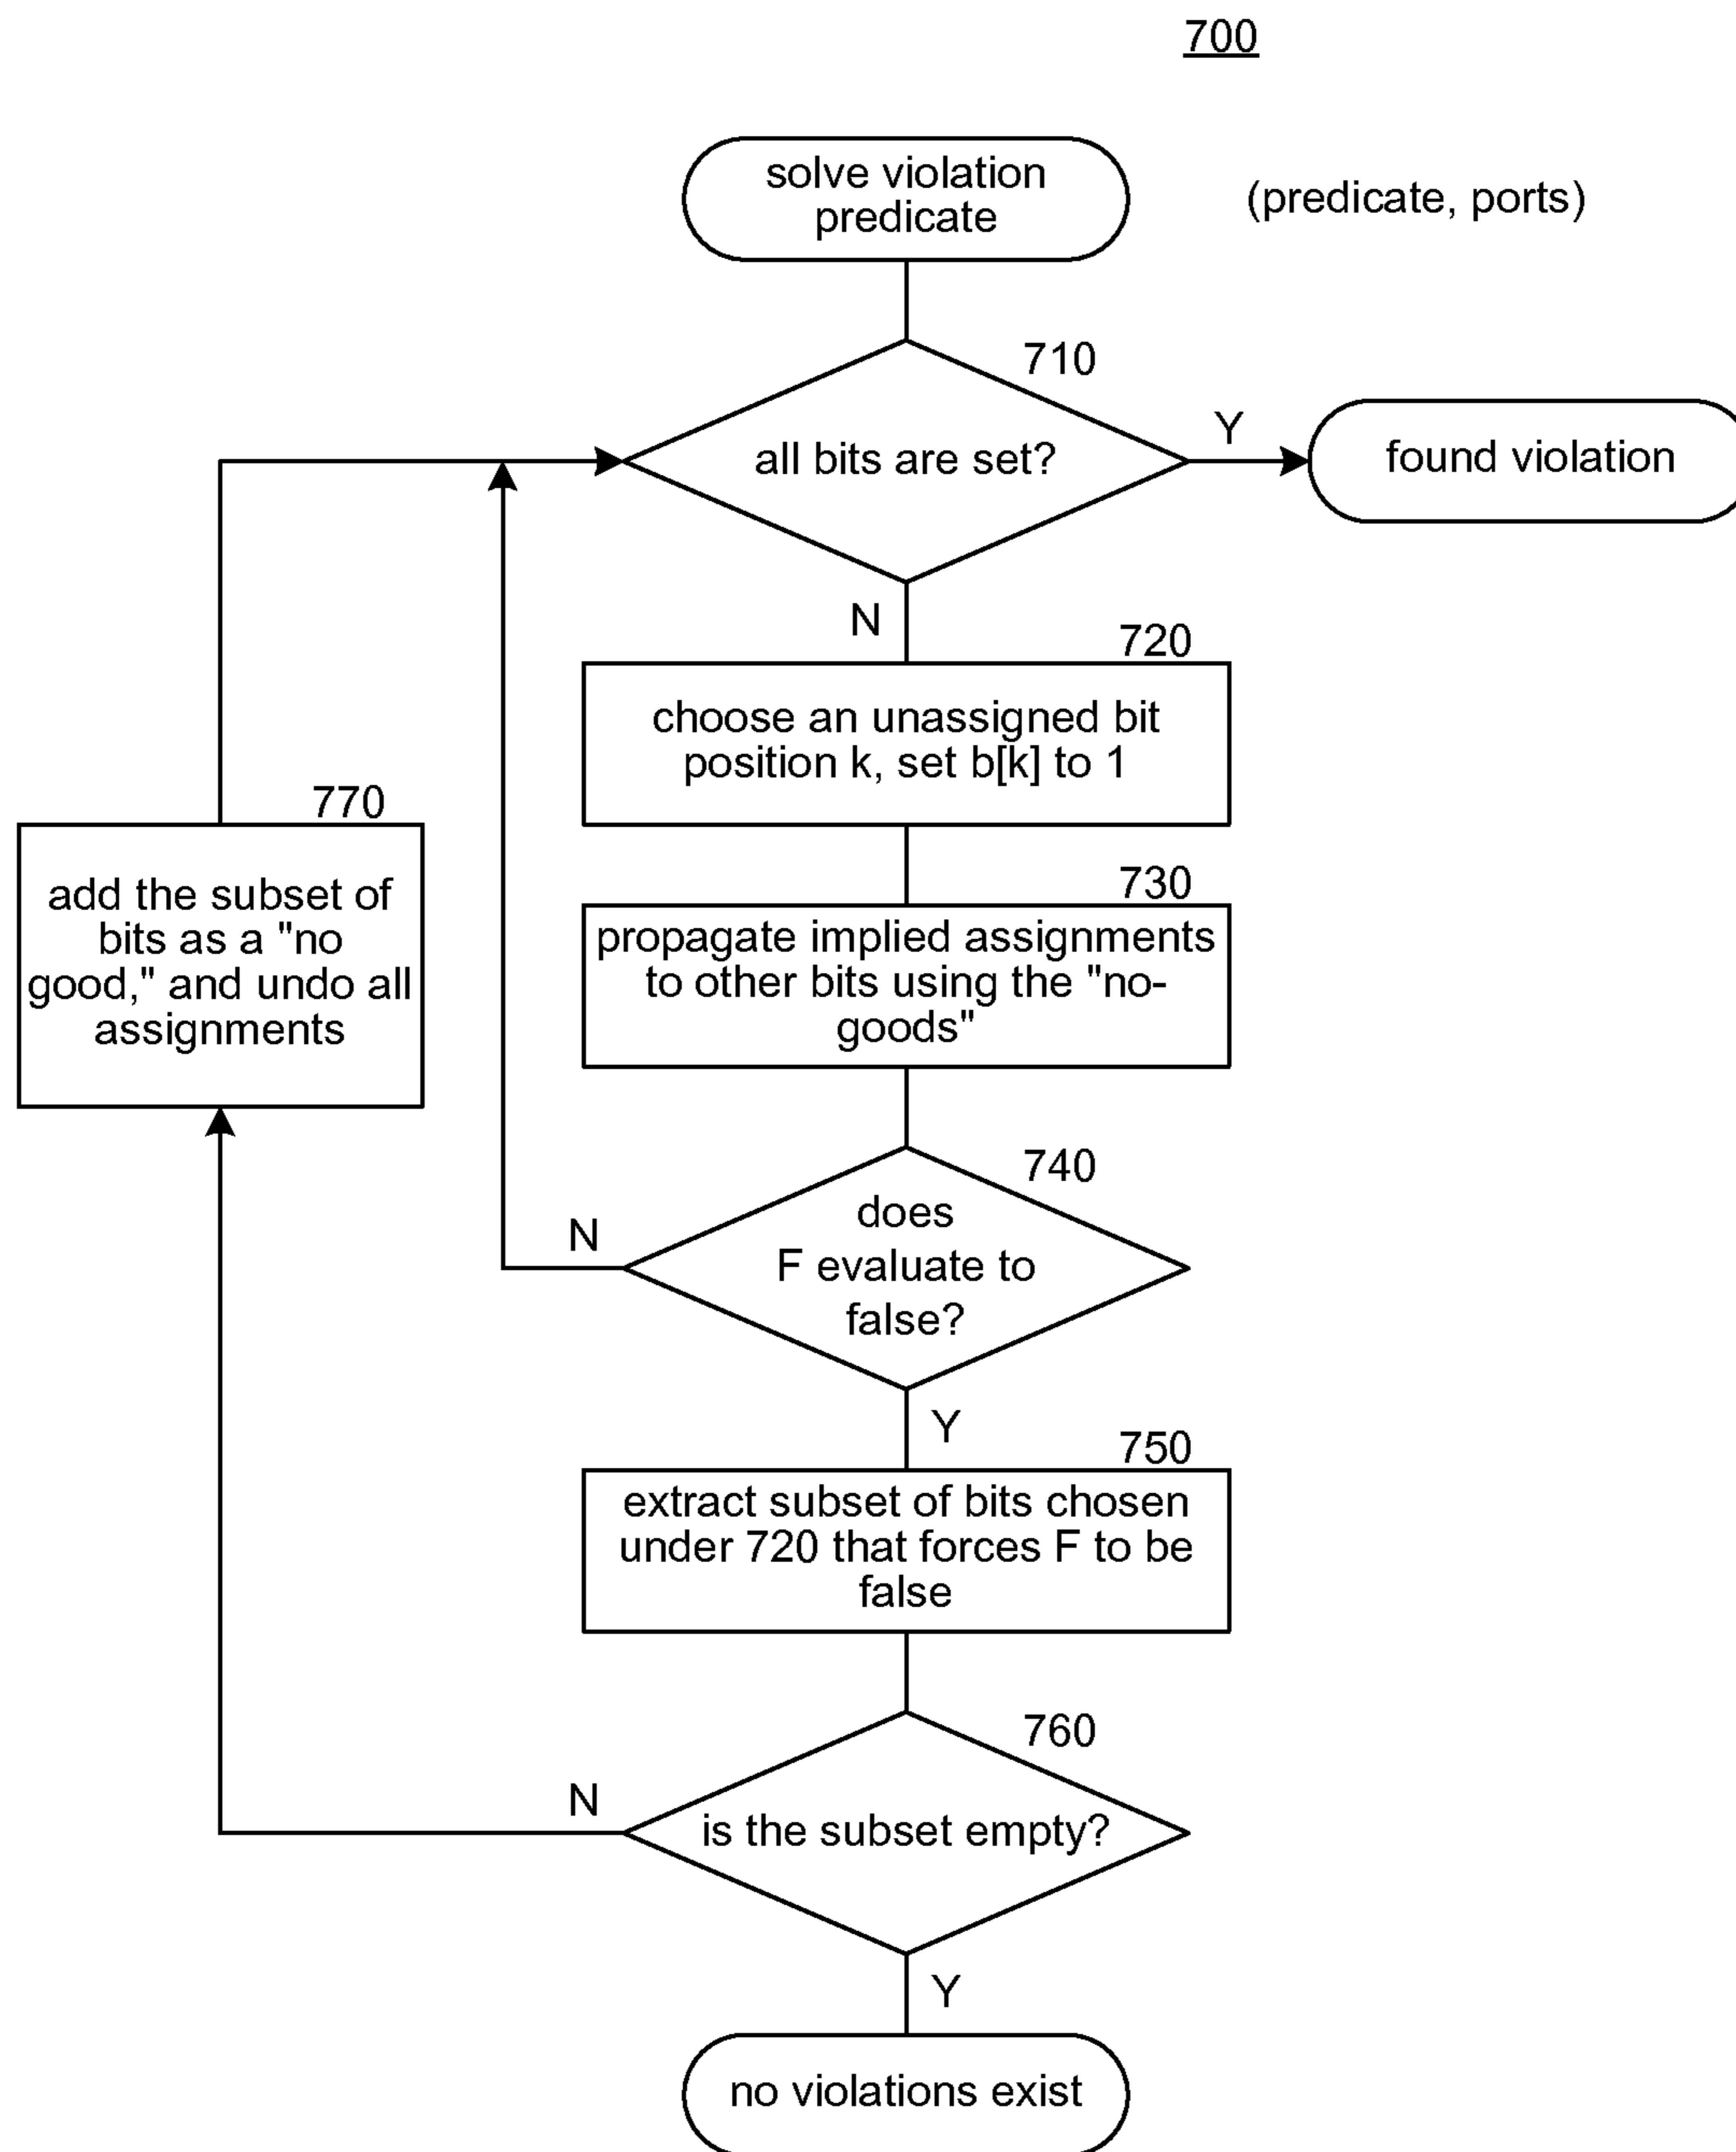 700
solve violation
predicate
(predicate, ports)
710
all bits are set?
Y
found violation
N
720
choose an unassigned bit
position k, set b[k] to 1
730
propagate implied assignments
to other bits using the "no-
goods"
770
add the subset of
bits as a "no
good," and undo all
assignments
740
does
F evaluate to
false?
N
Y
750
extract subset of bits chosen
under 720 that forces F to be
false
760
is the subset empty?
N
Y
no violations exist